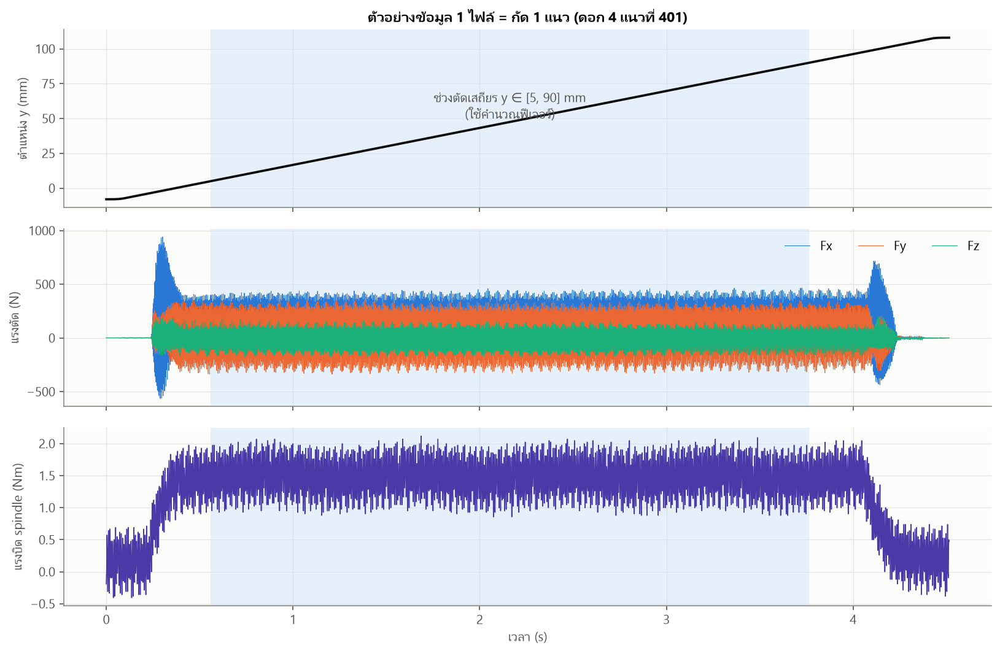 ตัวอย่างข้อมูล 1 ไฟล์ = กัด 1 แนว (ดอก 4 แนวที่ 401)
ตำแหน่ง y (mm)
100
75
50
25
0
ช่วงตัดเสถียร y ∈ [5, 90] mm
(ใช้คำนวณฟีเจอร์)
แรงตัด (N)
1000
500
0
−500
Fx
Fy
Fz
แรงบิด spindle (Nm)
2.0
1.5
1.0
0.5
0.0
−0.5
0
1
2
3
4
เวลา (s)